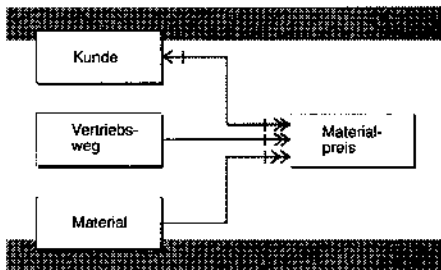 Kunde
Vertriebs-
weg
Material-
preis
Material